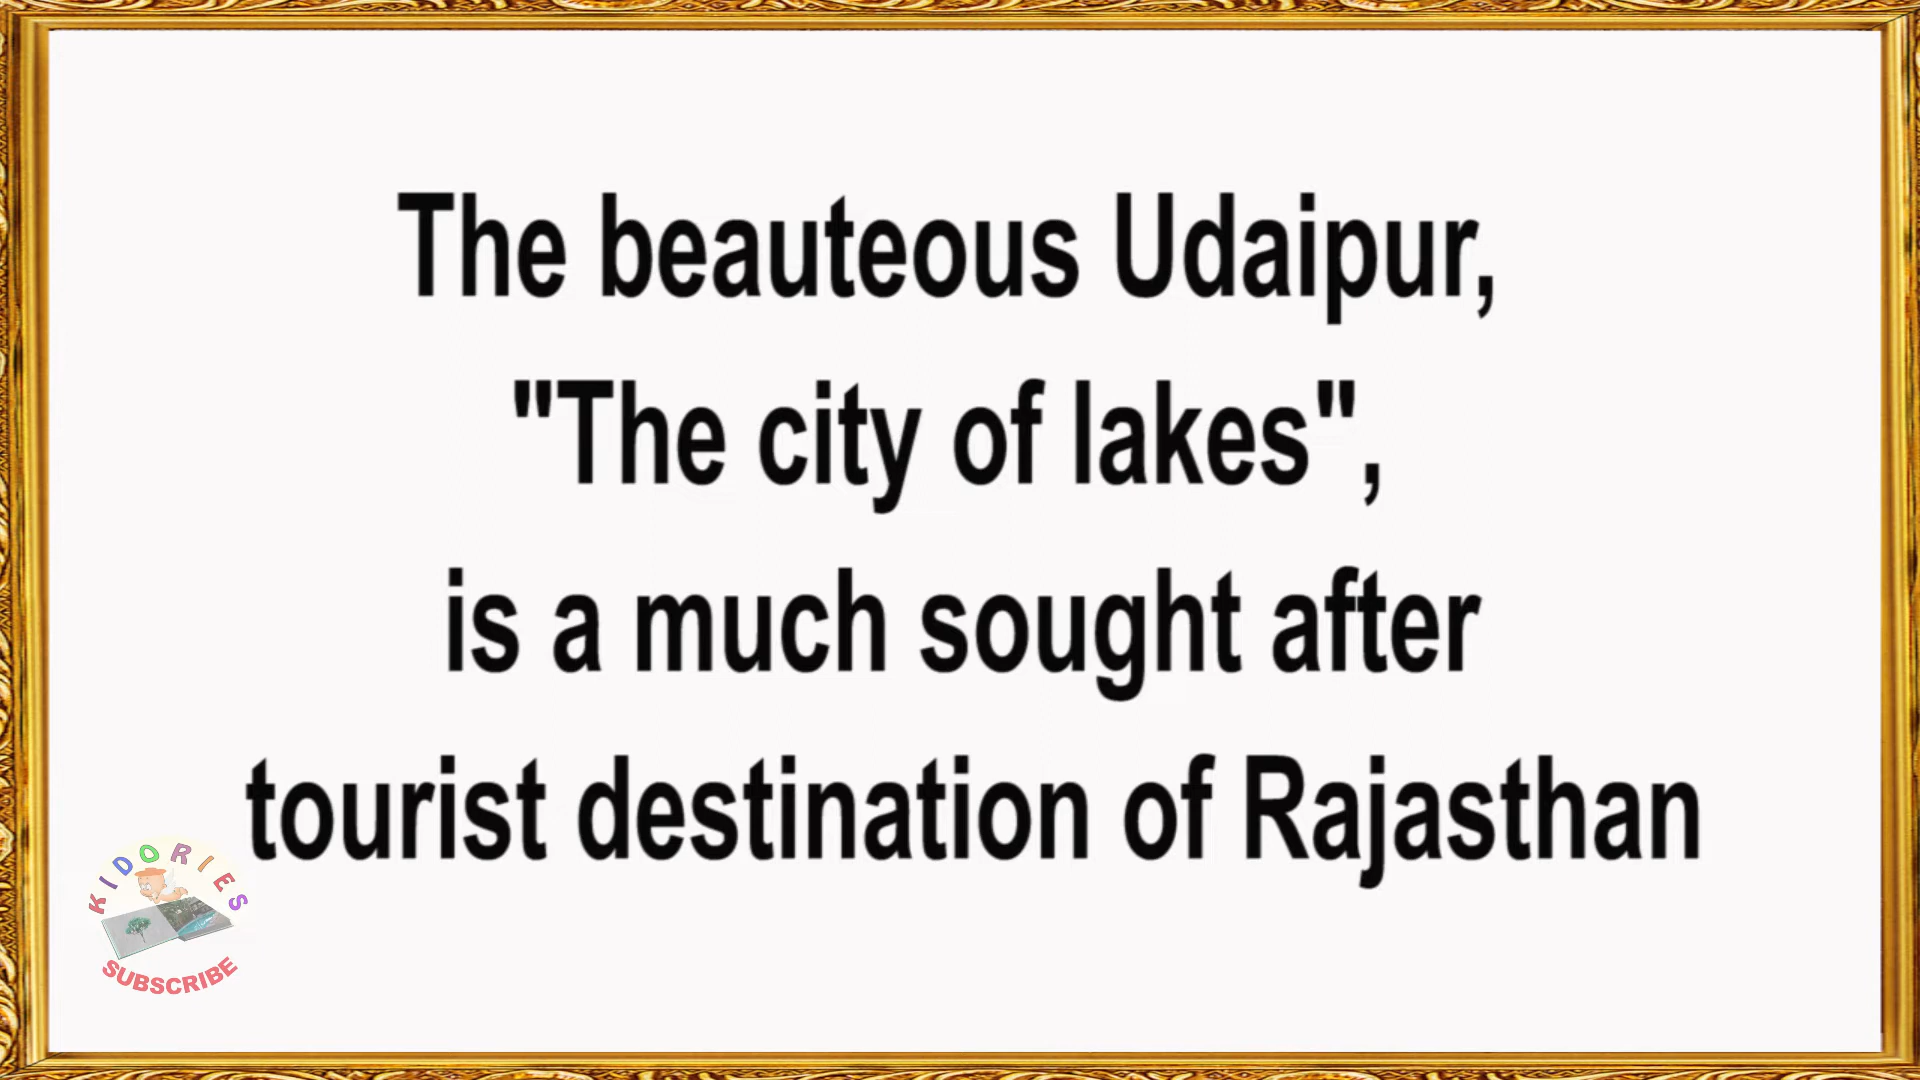 The beauteous Udaipur,
"The city of lakes",
is a much sought after
tourist destination of Rajasthan
KIDORIES
SUBSCRIBE